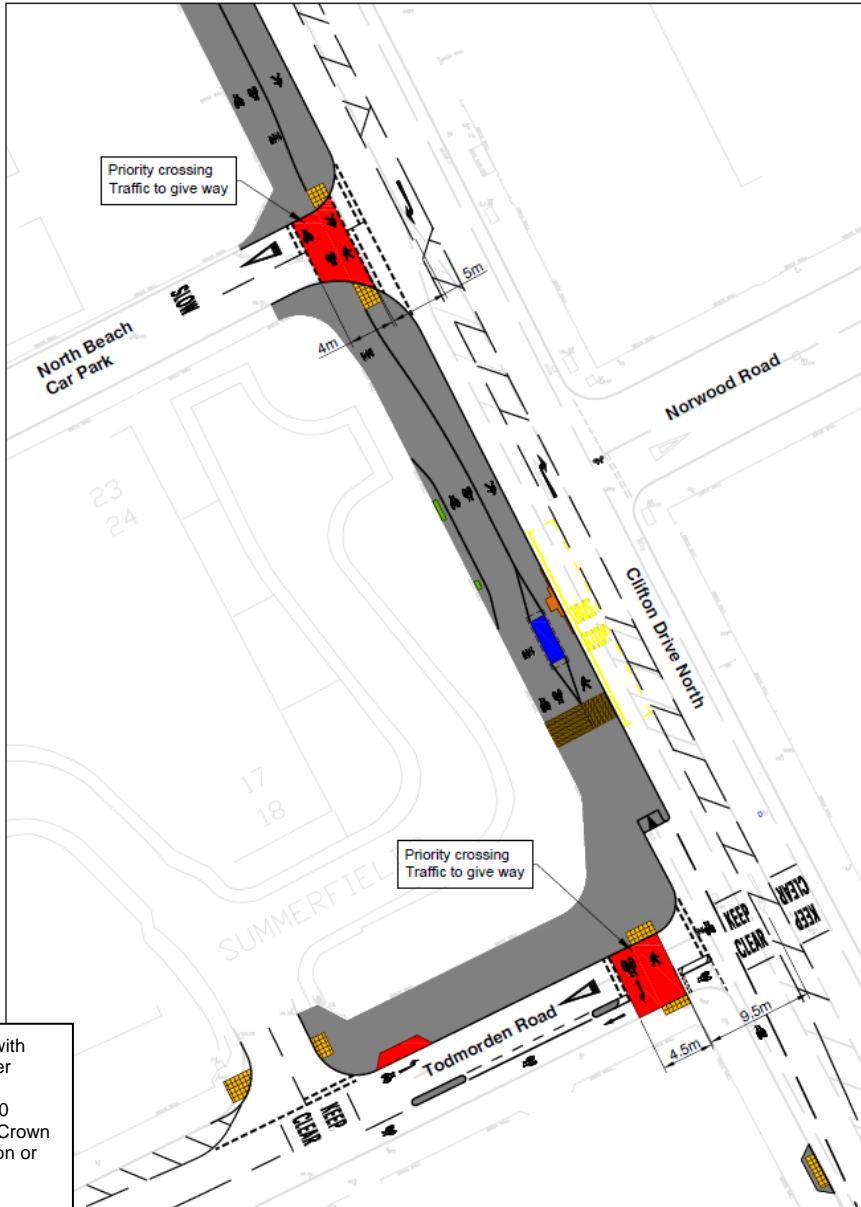 Priority crossing
Traffic to give way
SLOW
North Beach
Car Park
5m
4m
Norwood Road
23
24
BUS
STOP
Clifton Drive North
17
18
SUMMERFIEL
Priority crossing
Traffic to give way
KEEP
CLEAR
KEEP
CLEAR
9.5m
4.5m
Todmorden Road
KEEP
CLEAR
with
er
0
Crown
on or